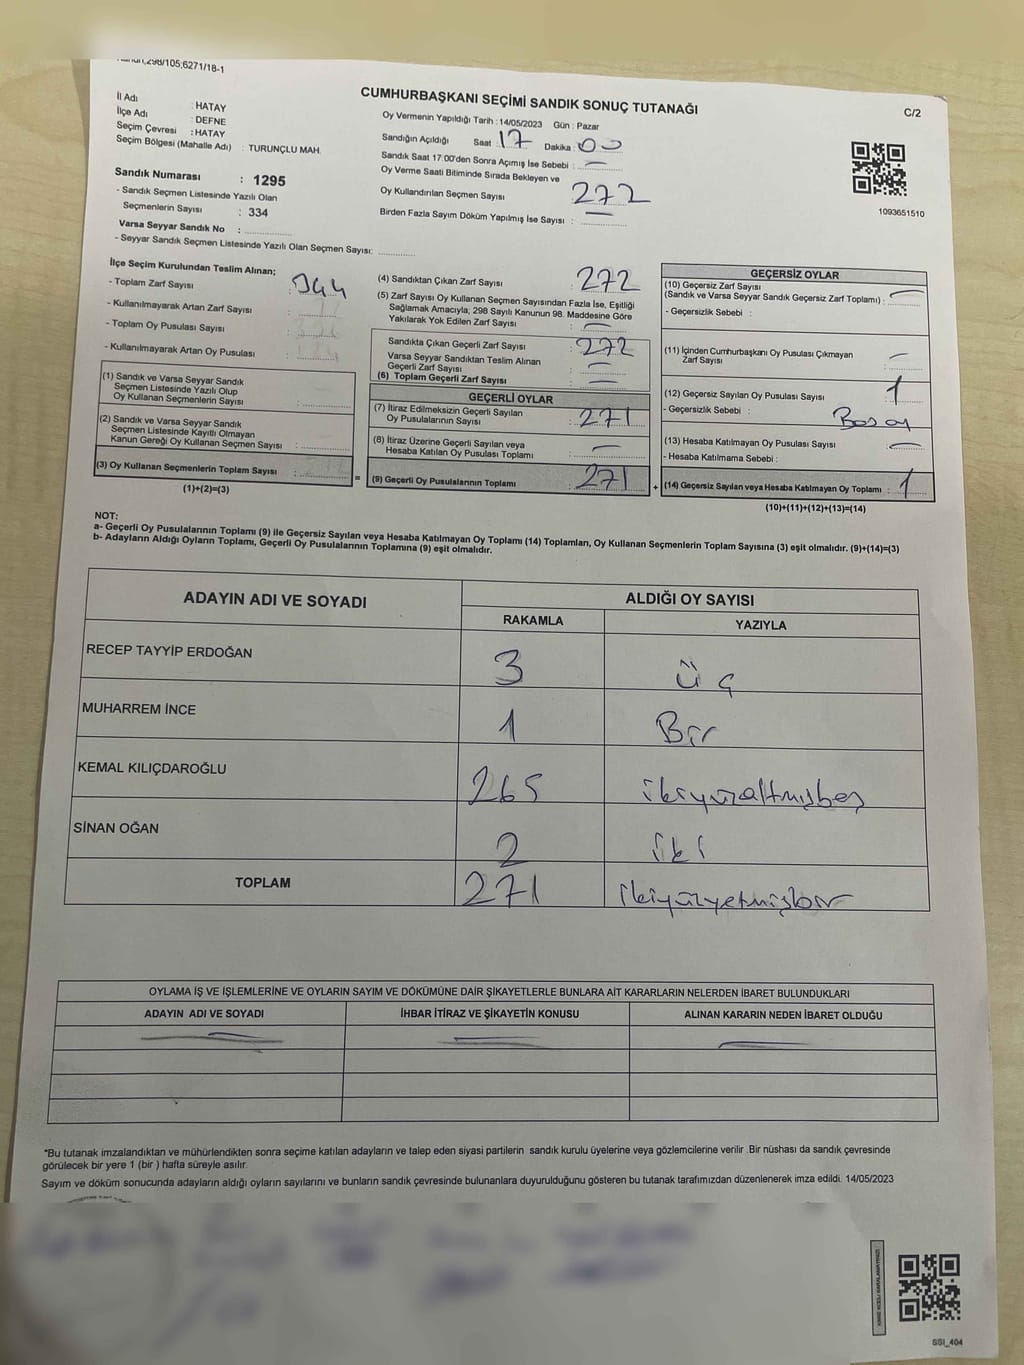 298/105,6271/18-1
CUMHURBAŞKANI SEÇİMİ SANDIK SONUÇ TUTANAĞI
C/2
İl Adı : HATAY
İlçe Adı : DEFNE
Seçim Çevresi : HATAY
Seçim Bölgesi (Mahalle Adı) : TURUNÇLU MAH.
Sandık Numarası : 1295
- Sandık Seçmen Listesinde Yazılı Olan
Seçmenlerin Sayısı : 334
Varsa Seyyar Sandık No :
- Seyyar Sandık Seçmen Listesinde Yazılı Olan Seçmen Sayısı:
Oy Vermenin Yapıldığı Tarih : 14/05/2023 Gün : Pazar
Sandığın Açıldığı Saat : 17 Dakika : 00
Sandık Saat 17:00'den Sonra Açımış İse Sebebi : —
Oy Verme Saati Bitiminde Sırada Bekleyen ve
Oy Kullandırılan Seçmen Sayısı 272
Birden Fazla Sayım Döküm Yapılmış İse Sayısı : —
1093651510
İlçe Seçim Kurulundan Teslim Alınan;
- Toplam Zarf Sayısı : 344
- Kullanılmayarak Artan Zarf Sayısı :
- Toplam Oy Pusulası Sayısı :
- Kullanılmayarak Artan Oy Pusulası :
(1) Sandık ve Varsa Seyyar Sandık
Seçmen Listesinde Yazılı Olup
Oy Kullanan Seçmenlerin Sayısı :
(2) Sandık ve Varsa Seyyar Sandık
Seçmen Listesinde Kayıtlı Olmayan
Kanun Gereği Oy Kullanan Seçmen Sayısı :
(3) Oy Kullanan Seçmenlerin Toplam Sayısı :
(1)+(2)=(3)
=
(4) Sandıktan Çıkan Zarf Sayısı : 272
(5) Zarf Sayısı Oy Kullanan Seçmen Sayısından Fazla İse, Eşitliği
Sağlamak Amacıyla; 298 Sayılı Kanunun 98. Maddesine Göre
Yakılarak Yok Edilen Zarf Sayısı : —
Sandıkta Çıkan Geçerli Zarf Sayısı : 272
Varsa Seyyar Sandıktan Teslim Alınan
Geçerli Zarf Sayısı : —
(6) Toplam Geçerli Zarf Sayısı : —
GEÇERLİ OYLAR
(7) İtiraz Edilmeksizin Geçerli Sayılan
Oy Pusulalarının Sayısı : 271
(8) İtiraz Üzerine Geçerli Sayılan veya
Hesaba Katılan Oy Pusulası Toplamı : —
(9) Geçerli Oy Pusulalarının Toplamı : 271
+
GEÇERSİZ OYLAR
(10) Geçersiz Zarf Sayısı
(Sandık ve Varsa Seyyar Sandık Geçersiz Zarf Toplamı) : —
- Geçersizlik Sebebi :
(11) İçinden Cumhurbaşkanı Oy Pusulası Çıkmayan
Zarf Sayısı : —
(12) Geçersiz Sayılan Oy Pusulası Sayısı : 1
- Geçersizlik Sebebi : Boş oy
(13) Hesaba Katılmayan Oy Pusulası Sayısı : —
- Hesaba Katılmama Sebebi :
(14) Geçersiz Sayılan veya Hesaba Katılmayan Oy Toplamı : 1
(10)+(11)+(12)+(13)=(14)
NOT:
a- Geçerli Oy Pusulalarının Toplamı (9) ile Geçersiz Sayılan veya Hesaba Katılmayan Oy Toplamı (14) Toplamları, Oy Kullanan Seçmenlerin Toplam Sayısına (3) eşit olmalıdır. (9)+(14)=(3)
b- Adayların Aldığı Oyların Toplamı, Geçerli Oy Pusulalarının Toplamına (9) eşit olmalıdır.
ADAYIN ADI VE SOYADI ALDIĞI OY SAYISI
RAKAMLA YAZIYLA
RECEP TAYYİP ERDOĞAN 3 üç
MUHARREM İNCE 1 Bir
KEMAL KILIÇDAROĞLU 265 ikiyüzaltmışbeş
SİNAN OĞAN 2 iki
TOPLAM 271 ikiyüzyetmişbir
OYLAMA İŞ VE İŞLEMLERİNE VE OYLARIN SAYIM VE DÖKÜMÜNE DAİR ŞİKAYETLERLE BUNLARA AİT KARARLARIN NELERDEN İBARET BULUNDUKLARI
ADAYIN ADI VE SOYADI İHBAR İTİRAZ VE ŞİKAYETİN KONUSU ALINAN KARARIN NEDEN İBARET OLDUĞU
*Bu tutanak imzalandıktan ve mühürlendikten sonra seçime katılan adayların ve talep eden siyasi partilerin sandık kurulu üyelerine veya gözlemcilerine verilir .Bir nüshası da sandık çevresinde
görülecek bir yere 1 (bir ) hafta süreyle asılır.
Sayım ve döküm sonucunda adayların aldığı oyların sayılarını ve bunların sandık çevresinde bulunanlara duyurulduğunu gösteren bu tutanak tarafımızdan düzenlenerek imza edildi. 14/05/2023
SSI_404